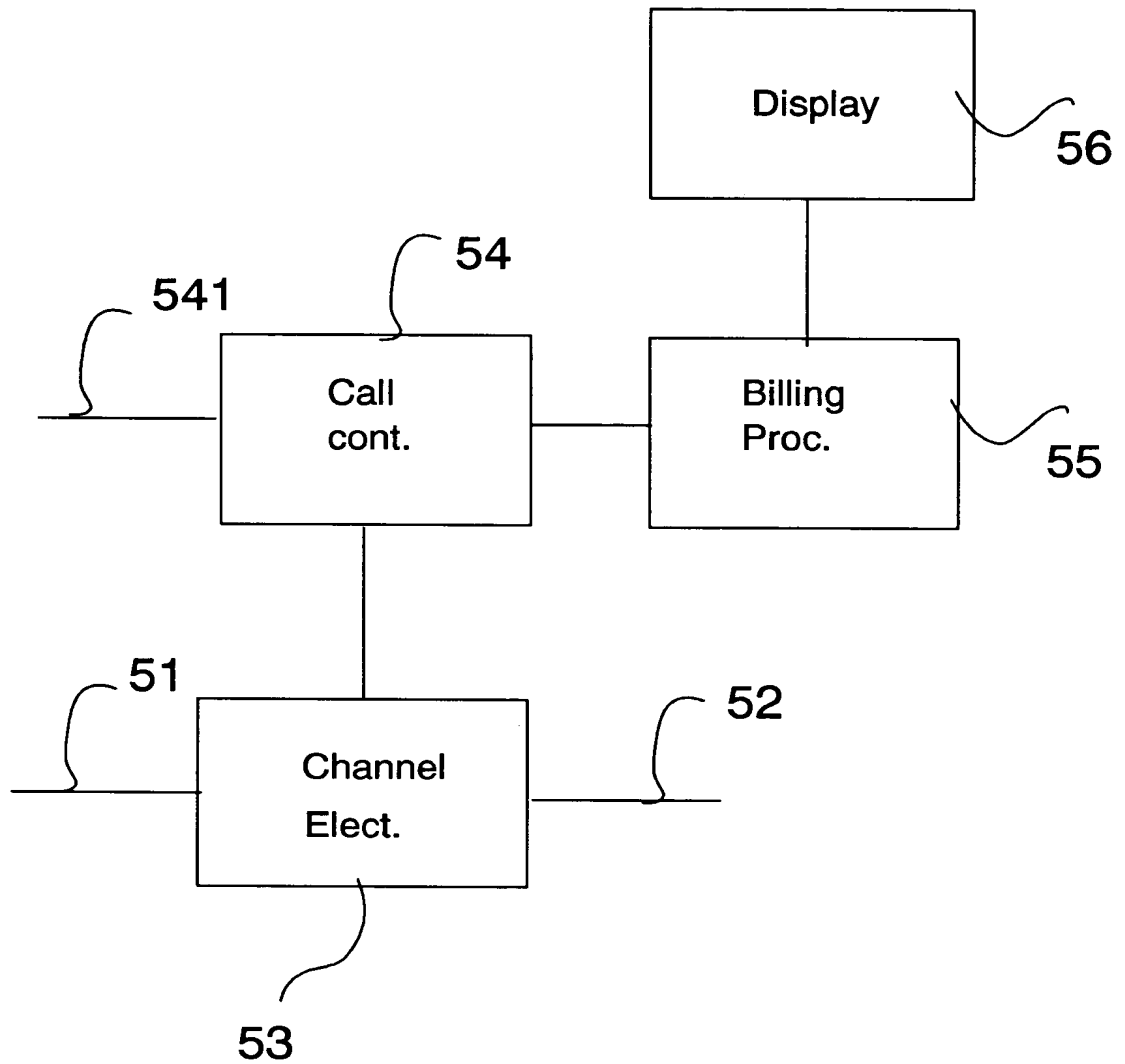 Display
56
54
541
Call
cont.
Billing
Proc.
55
51
52
Channel
Elect.
53